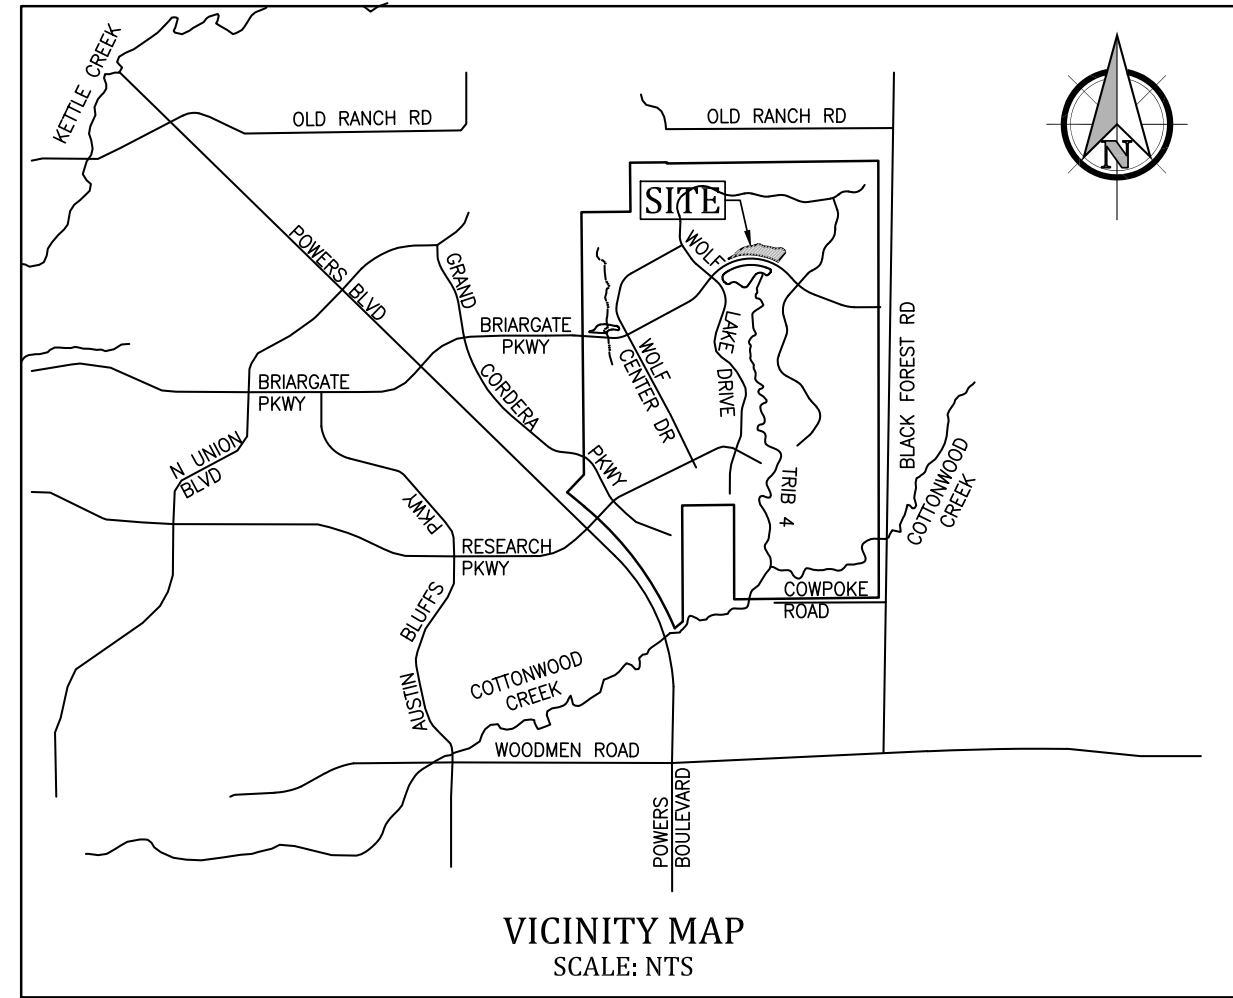 KETTLE CREEK
OLD RANCH RD
OLD RANCH RD
N
SITE
POWERS BLVD
WOLF
LAKE DRIVE
GRAND
CORDERA
PKWY
BRIARGATE
PKWY
WOLF
CENTER DR
BLACK FOREST RD
BRIARGATE
PKWY
N UNION
BLVD
COTTONWOOD
CREEK
TRIB 4
PKWY
RESEARCH
PKWY
BLUFFS
AUSTIN
COWPOKE
ROAD
COTTONWOOD
CREEK
WOODMEN ROAD
POWERS
BOULEVARD
VICINITY MAP
SCALE: NTS